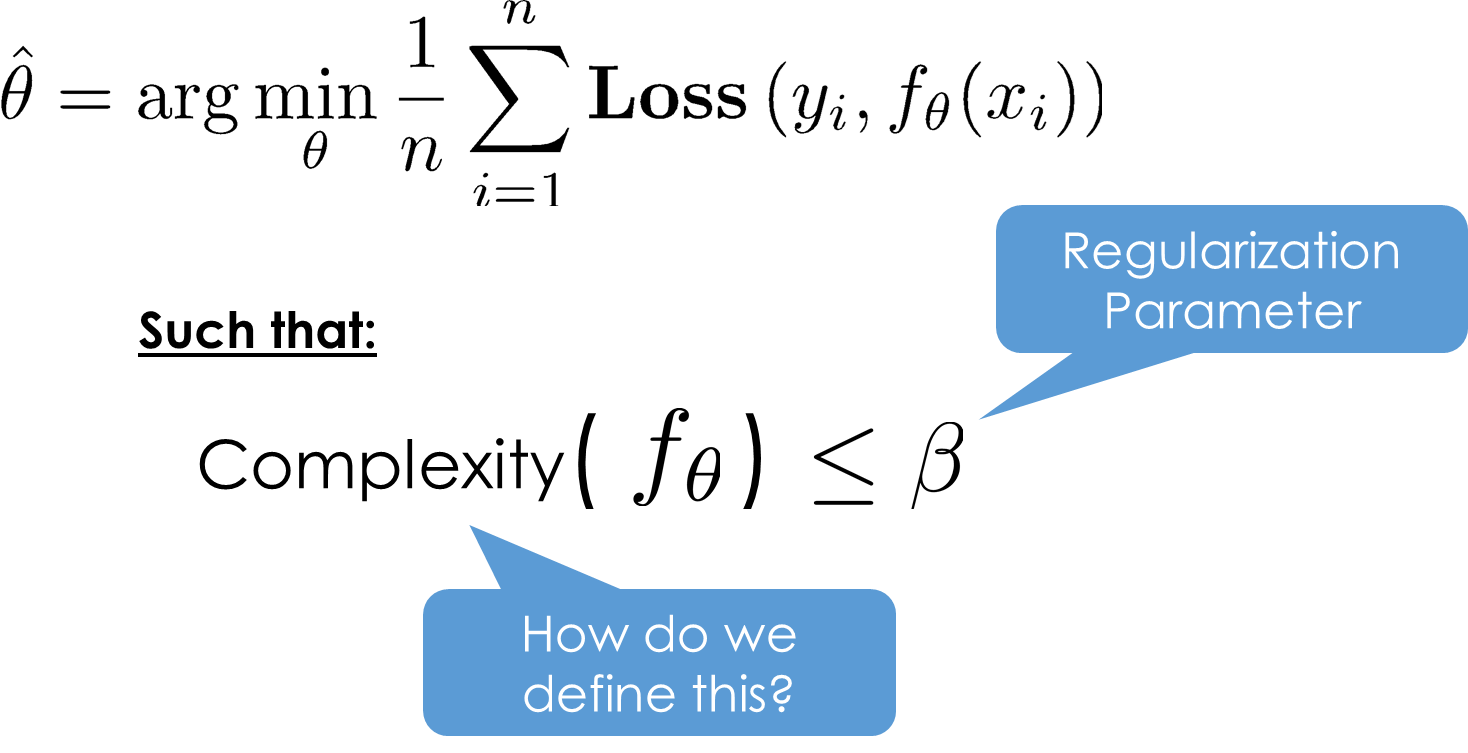 θ̂ = arg min_θ 1/n ∑_{i=1}^{n} Loss (y_i, f_θ(x_i))
Regularization
Parameter
Such that:
Complexity( f_θ ) ≤ β
How do we
define this?